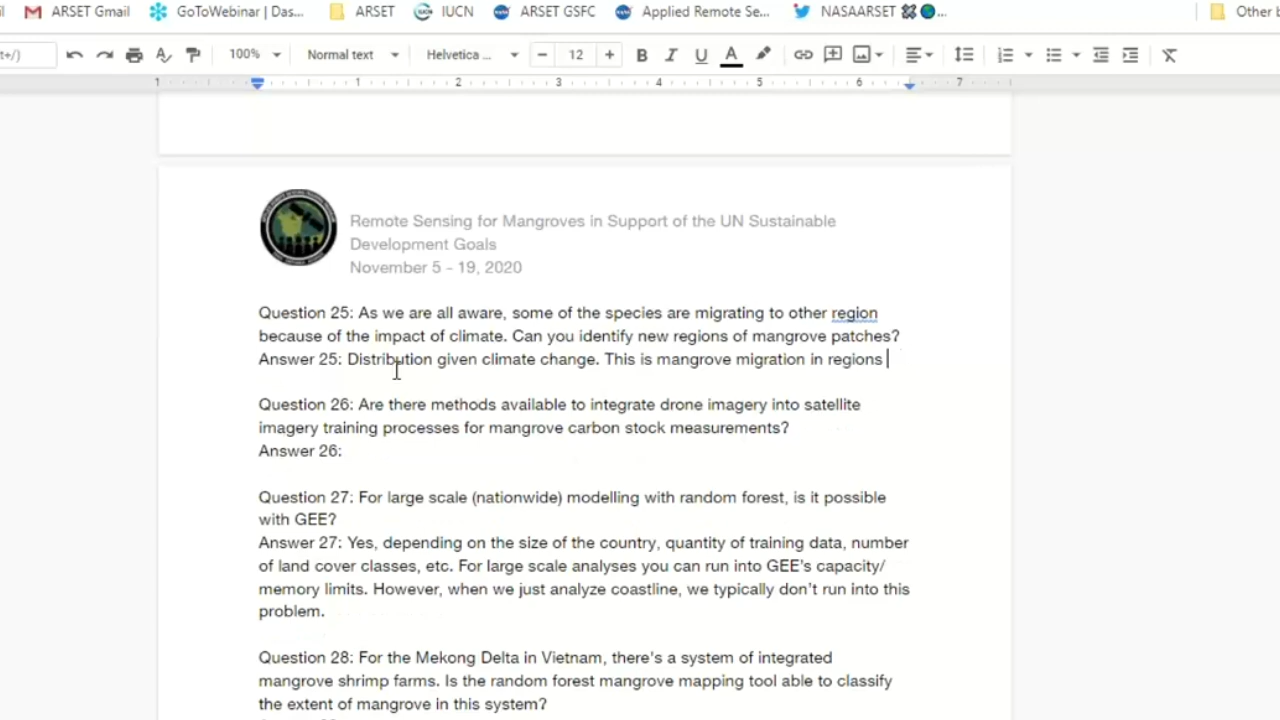 ARSET Gmail GoToWebinar | Das... ARSET IUCN ARSET GSFC Applied Remote Se... NASAARSET Other b
t+/) 100% Normal text Helvetica ... 12 B I U A
1 1 2 3 4 5 6 7
Remote Sensing for Mangroves in Support of the UN Sustainable
Development Goals
November 5 - 19, 2020
Question 25: As we are all aware, some of the species are migrating to other region
because of the impact of climate. Can you identify new regions of mangrove patches?
Answer 25: Distribution given climate change. This is mangrove migration in regions
Question 26: Are there methods available to integrate drone imagery into satellite
imagery training processes for mangrove carbon stock measurements?
Answer 26:
Question 27: For large scale (nationwide) modelling with random forest, is it possible
with GEE?
Answer 27: Yes, depending on the size of the country, quantity of training data, number
of land cover classes, etc. For large scale analyses you can run into GEE's capacity/
memory limits. However, when we just analyze coastline, we typically don't run into this
problem.
Question 28: For the Mekong Delta in Vietnam, there's a system of integrated
mangrove shrimp farms. Is the random forest mangrove mapping tool able to classify
the extent of mangrove in this system?